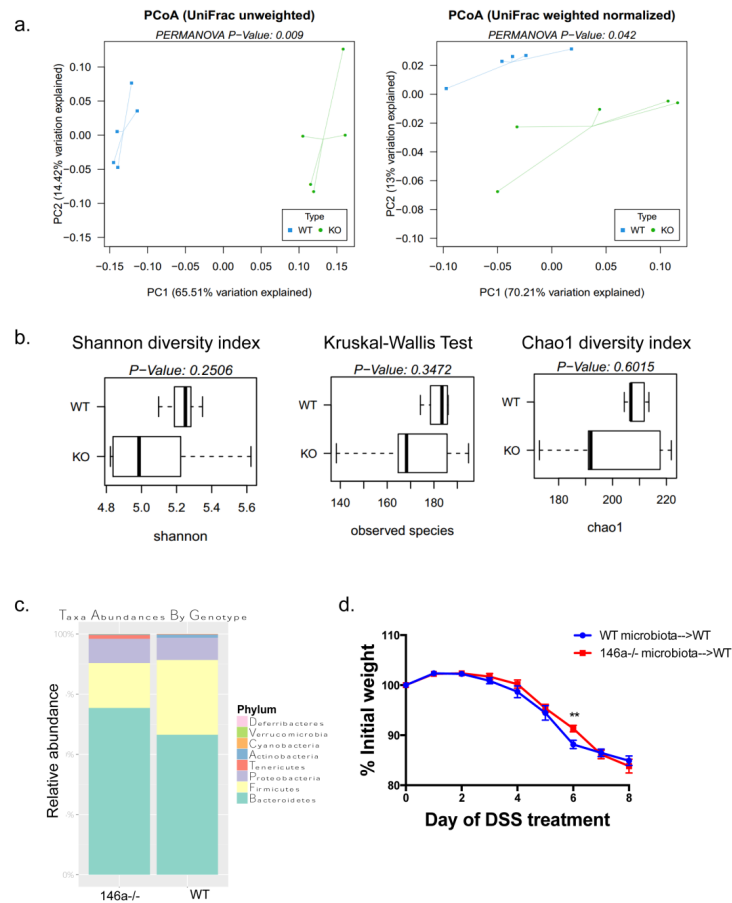 a.
PCoA (UniFrac unweighted)
PERMANOVA P-Value: 0.009
PC2 (14.42% variation explained)
0.10
0.05
0.00
−0.05
−0.10
−0.15
Type
WT KO
−0.15 −0.10 −0.05 0.00 0.05 0.10 0.15
PC1 (65.51% variation explained)
PCoA (UniFrac weighted normalized)
PERMANOVA P-Value: 0.042
PC2 (13% variation explained)
0.02
0.00
−0.02
−0.04
−0.06
−0.08
−0.10
Type
WT KO
−0.10 −0.05 0.00 0.05 0.10
PC1 (70.21% variation explained)
b.
Shannon diversity index
P−Value: 0.2506
WT
KO
4.8 5.0 5.2 5.4 5.6
shannon
Kruskal-Wallis Test
P−Value: 0.3472
WT
KO
140 160 180
observed species
Chao1 diversity index
P−Value: 0.6015
WT
KO
180 200 220
chao1
c.
Taxa Abundances By Genotype
Relative abundance
100%
%
%
%
0%
146a-/- WT
Phylum
Deferribacteres
Verrucomicrobia
Cyanobacteria
Actinobacteria
Tenericutes
Proteobacteria
Firmicutes
Bacteroidetes
d.
WT microbiota-->WT
146a-/- microbiota-->WT
% Initial weight
110
100
90
80
**
0 2 4 6 8
Day of DSS treatment